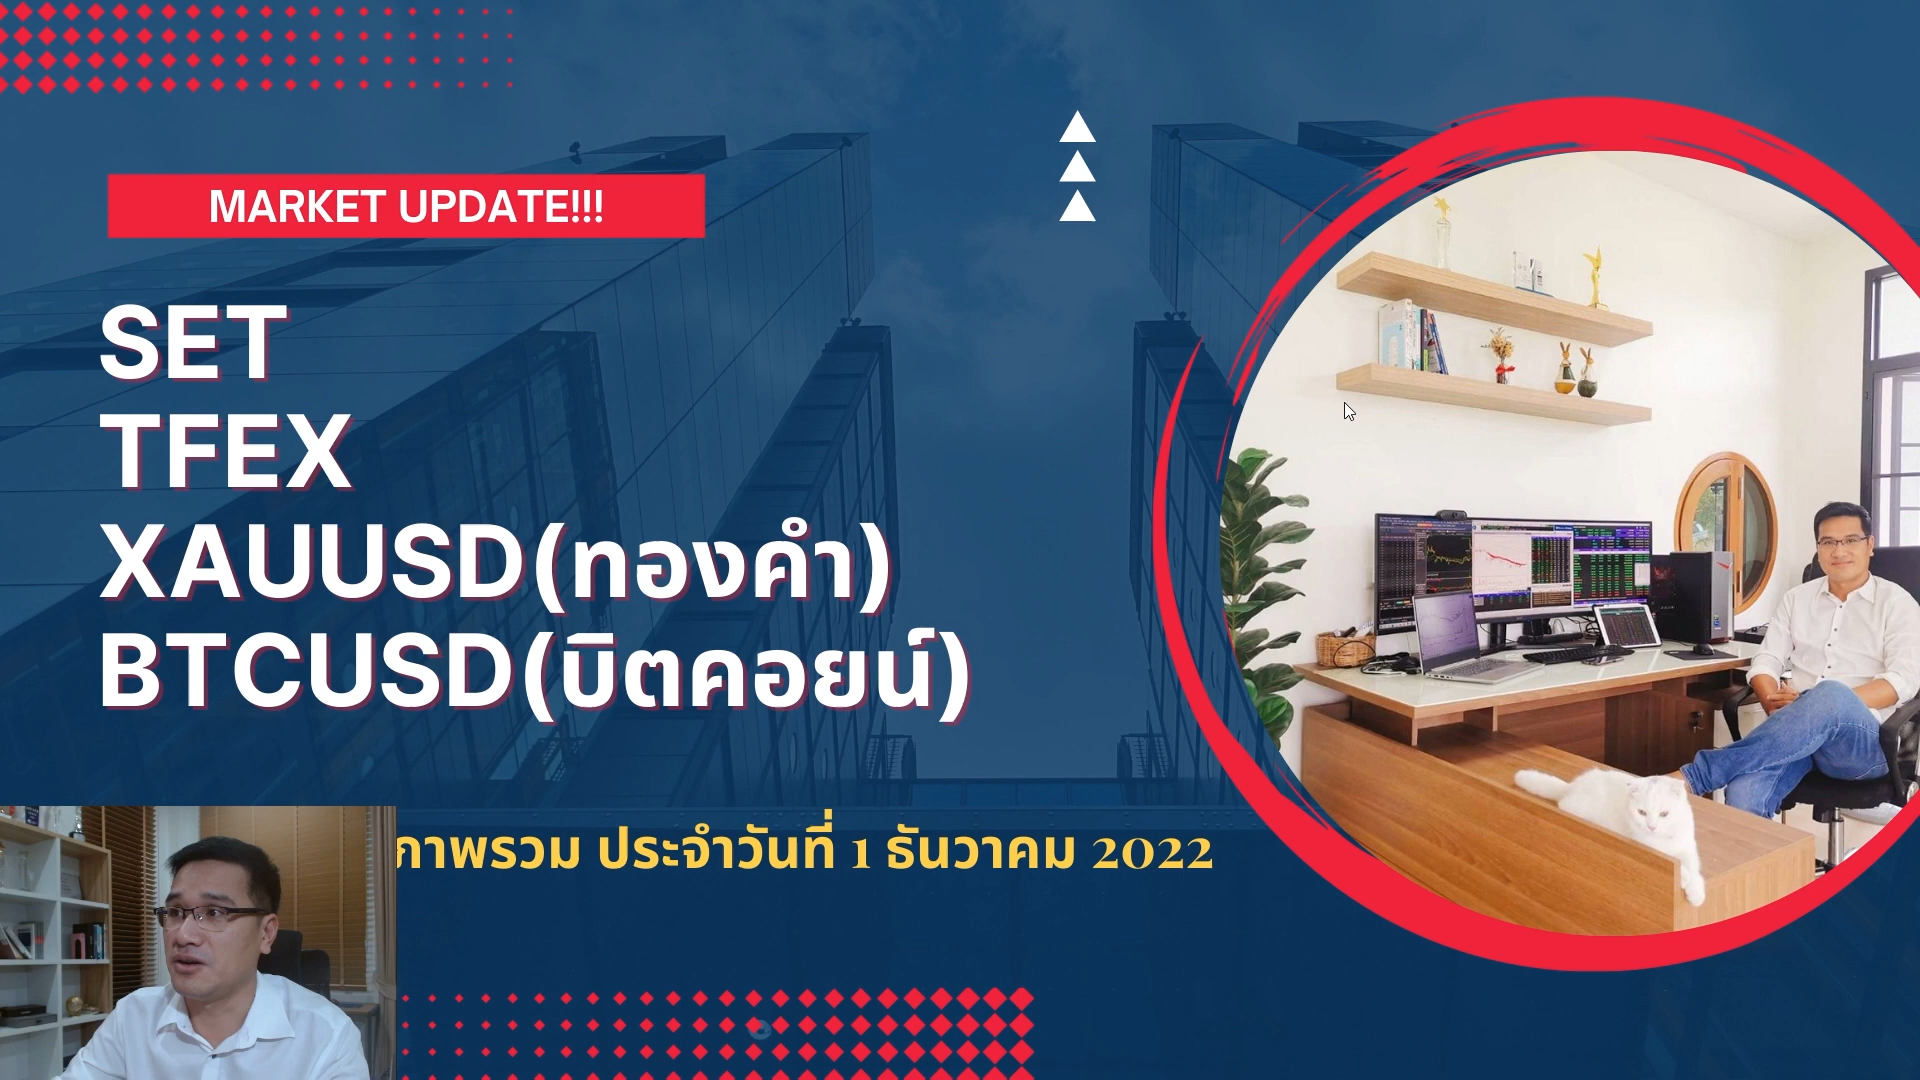 MARKET UPDATE!!!
SET
TFEX
XAUUSD(ทองคำ)
BTCUSD(บิตคอยน์)
ภาพรวม ประจำวันที่ 1 ธันวาคม 2022